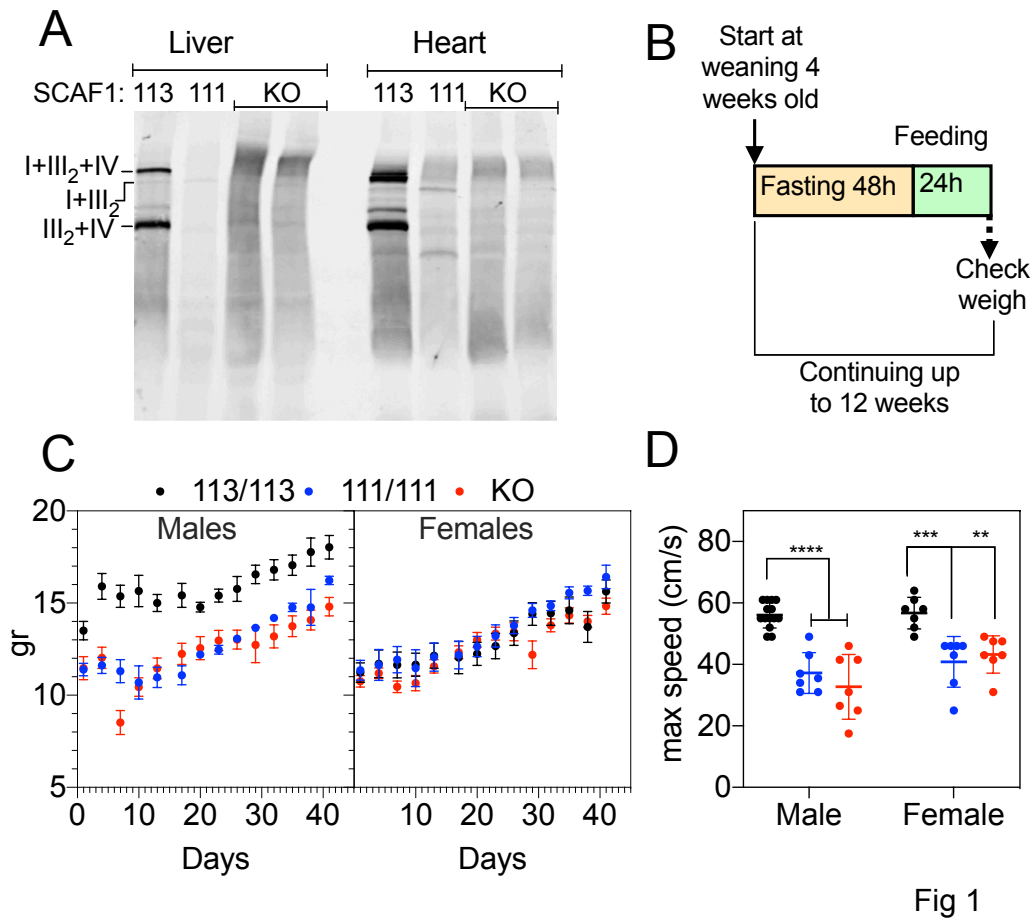 A
Liver
Heart
SCAF1: 113 111 KO
113 111 KO
I+III₂+IV
I+III₂
III₂+IV
B
Start at
weaning 4
weeks old
Feeding
Fasting 48h
24h
Check
weigh
Continuing up
to 12 weeks
C
113/113 111/111 KO
Males
Females
gr
20
15
10
5
0 10 20 30 40
0 10 20 30 40
Days
Days
D
max speed (cm/s)
80
60
40
20
0
****
*** **
Male
Female
Fig 1